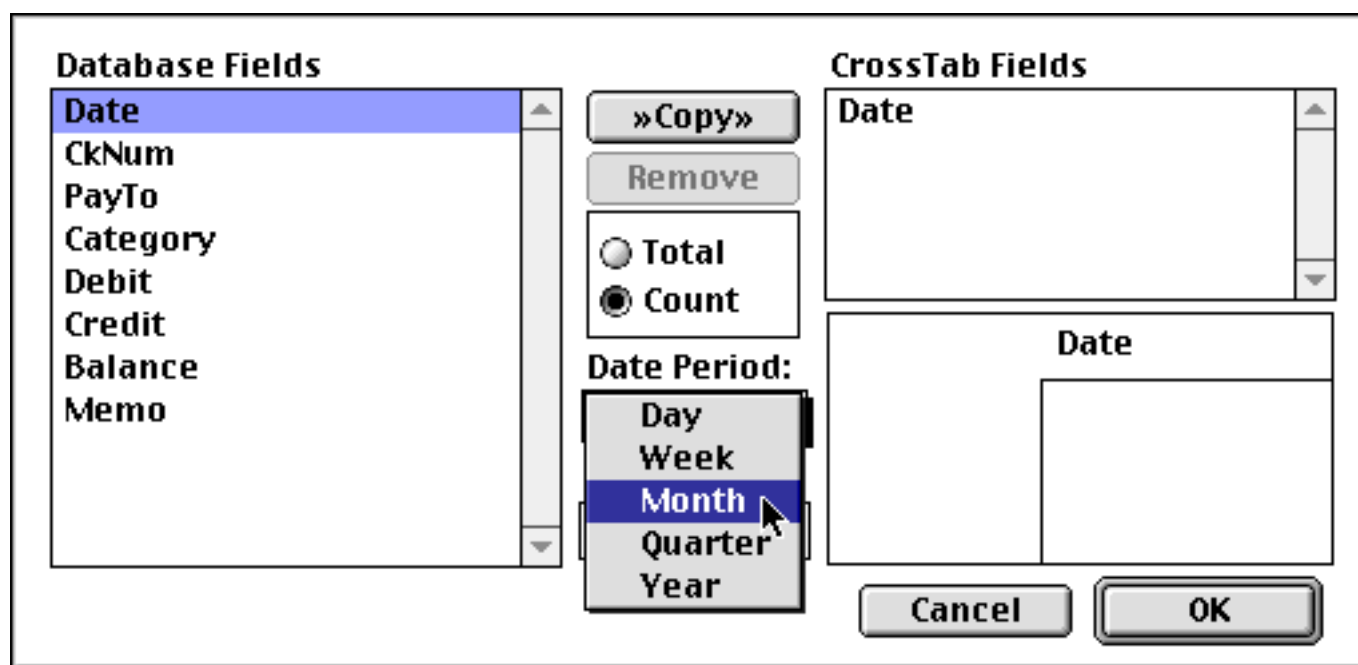 Database Fields
Date
CkNum
PayTo
Category
Debit
Credit
Balance
Memo
»Copy»
Remove
Total
Count
Date Period:
Day
Week
Month
Quarter
Year
CrossTab Fields
Date
Date
Cancel
OK